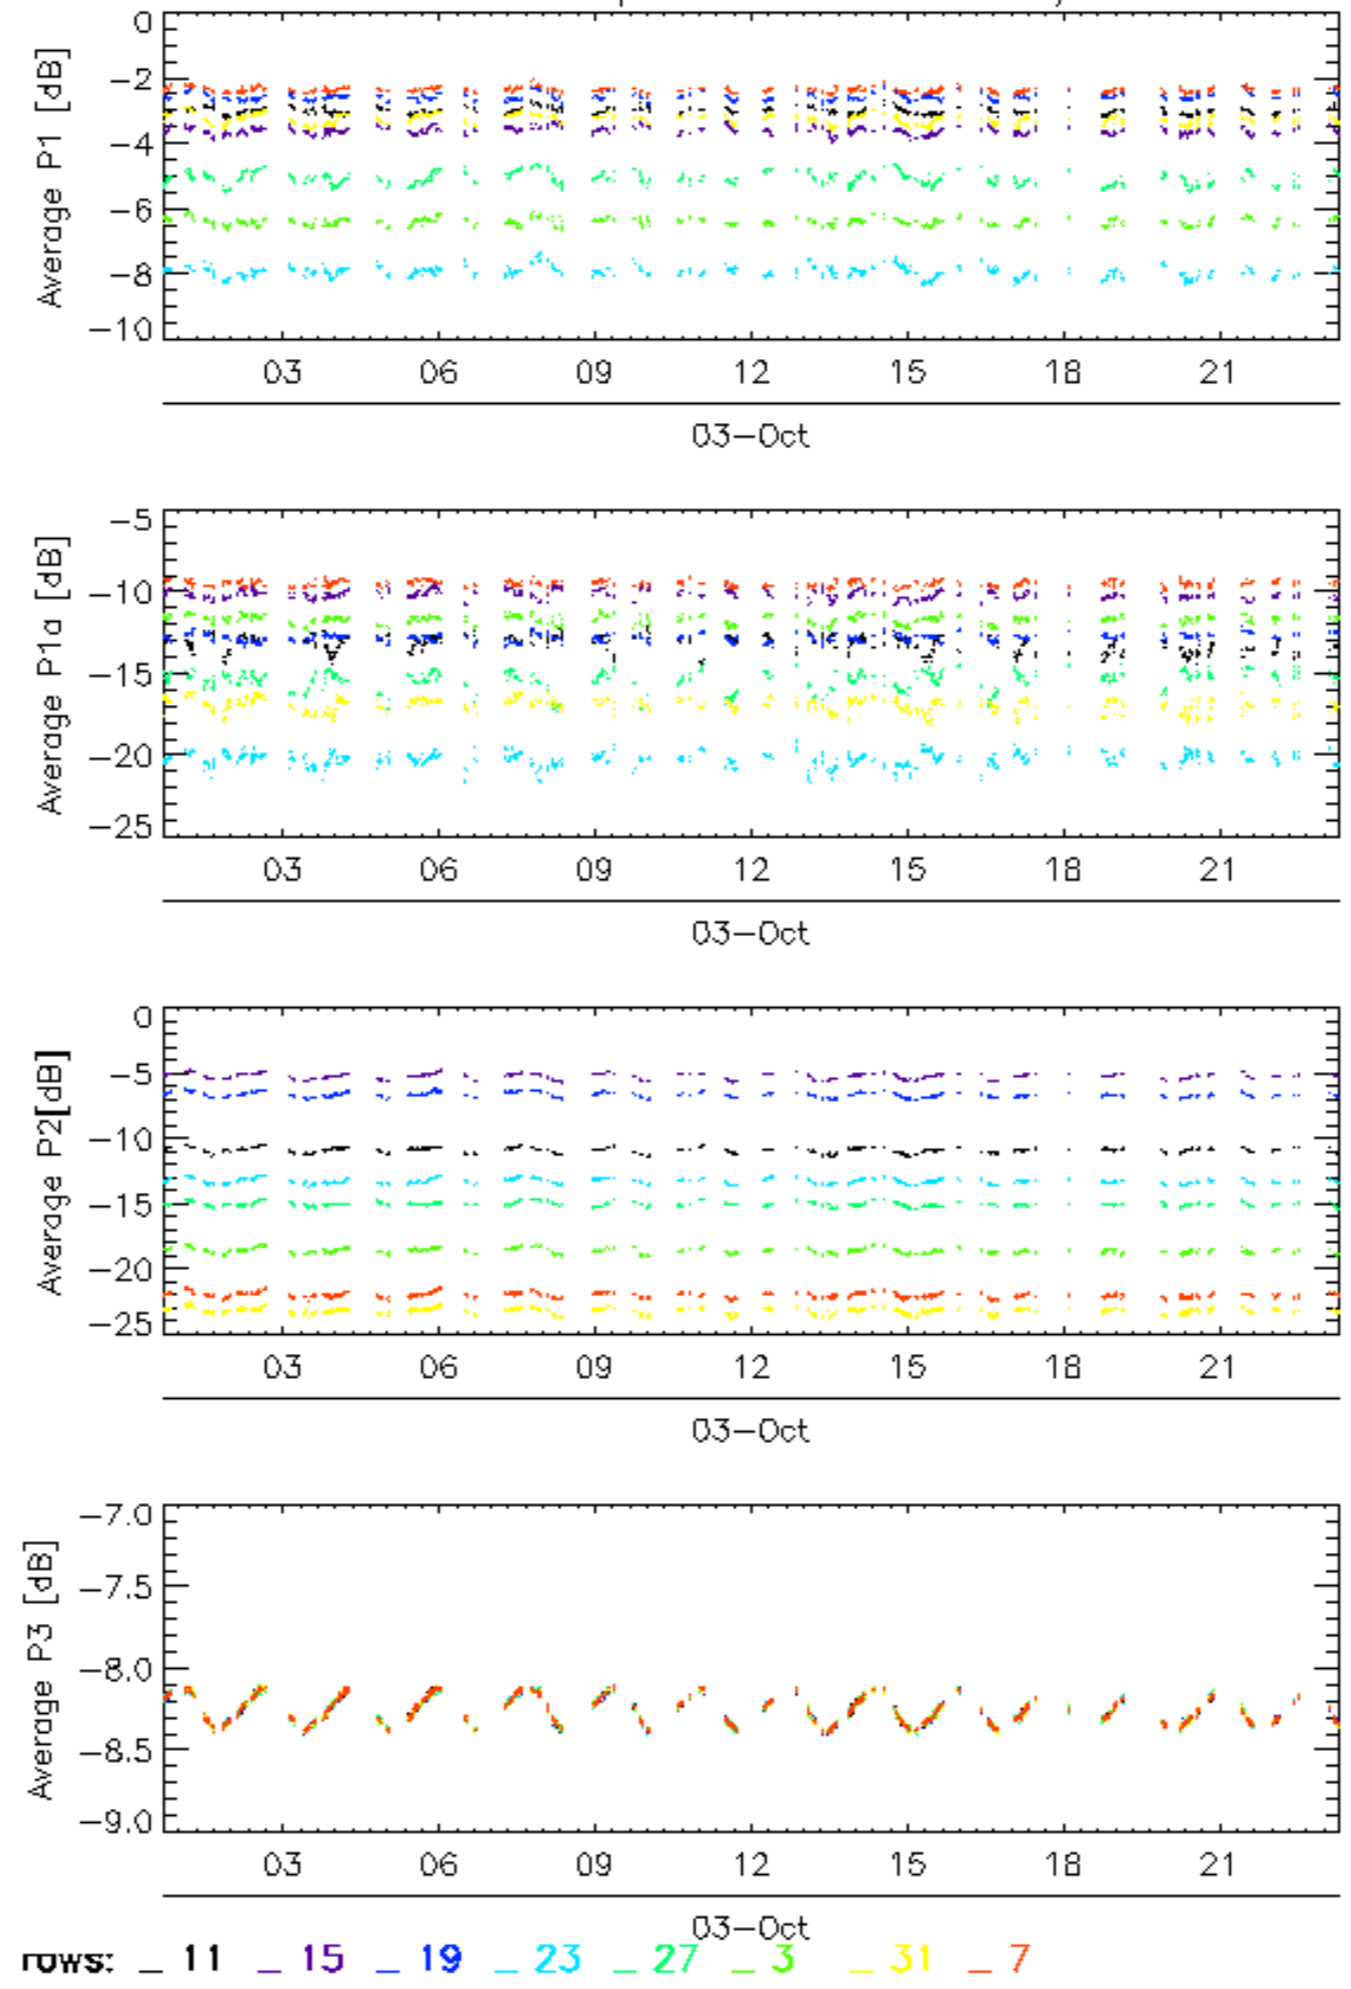 0
−2
−4
−6
−8
−10
Average P1 [dB]
03 06 09 12 15 18 21
03−Oct
−5
−10
−15
−20
−25
Average P1a [dB]
03 06 09 12 15 18 21
03−Oct
0
−5
−10
−15
−20
−25
Average P2[dB]
03 06 09 12 15 18 21
03−Oct
−7.0
−7.5
−8.0
−8.5
−9.0
Average P3 [dB]
03 06 09 12 15 18 21
03−Oct
rows: _ 11 _ 15 _ 19 _ 23 _ 27 _ 3 _ 31 _ 7